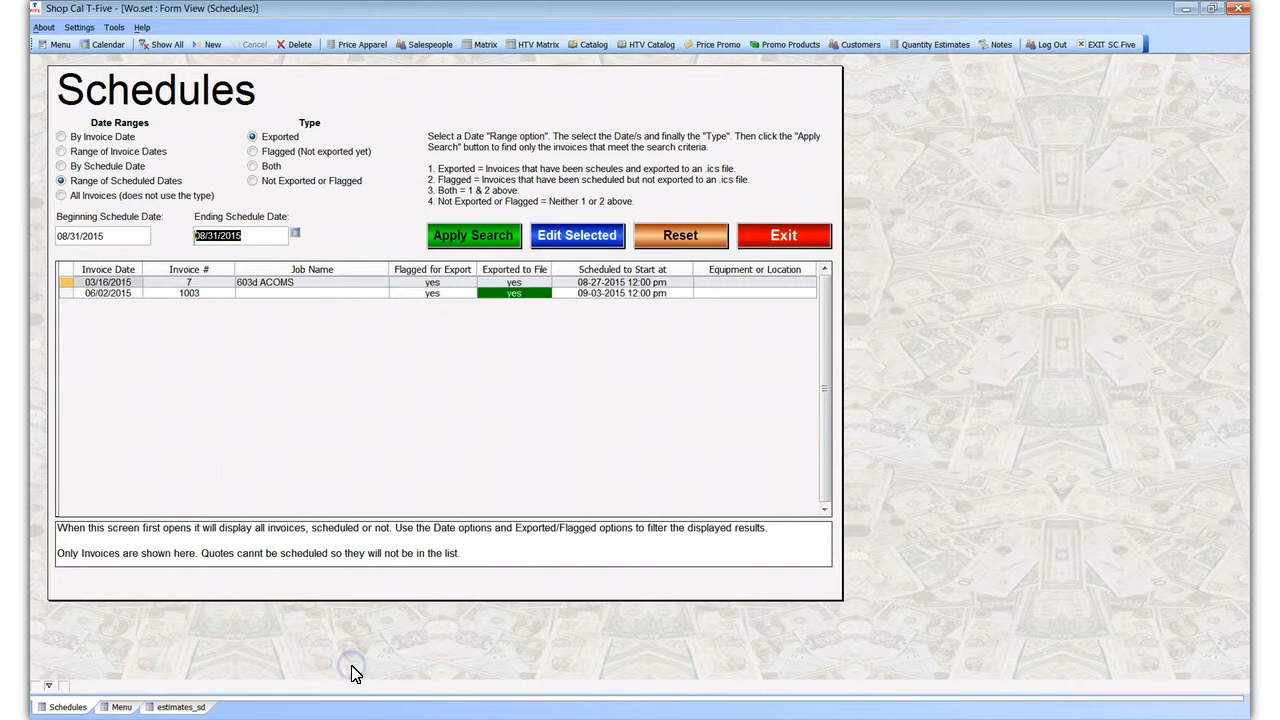 Shop Cal T-Five - [Wo.set : Form View (Schedules)]
About Settings Tools Help
Menu Calendar Show All New Cancel Delete Price Apparel Salespeople Matrix HTV Matrix Catalog HTV Catalog Price Promo Promo Products Customers Quantity Estimates Notes Log Out EXIT SC Five
Schedules
Date Ranges Type
By Invoice Date Exported
Range of Invoice Dates Flagged (Not exported yet)
By Schedule Date Both
Range of Scheduled Dates Not Exported or Flagged
All Invoices (does not use the type)
Select a Date "Range option". The select the Date/s and finally the "Type". Then click the "Apply
Search" button to find only the invoices that meet the search criteria.
1. Exported = Invoices that have been scheules and exported to an .ics file.
2. Flagged = Invoices that have been scheduled but not exported to an .ics file.
3. Both = 1 & 2 above.
4. Not Exported or Flagged = Neither 1 or 2 above.
Beginning Schedule Date: Ending Schedule Date:
08/31/2015 08/31/2015
Apply Search Edit Selected Reset Exit
Invoice Date Invoice # Job Name Flagged for Export Exported to File Scheduled to Start at Equipment or Location
03/16/2015 7 603d ACOMS yes yes 08-27-2015 12:00 pm
06/02/2015 1003 yes yes 09-03-2015 12:00 pm
When this screen first opens it will display all invoices, scheduled or not. Use the Date options and Exported/Flagged options to filter the displayed results.
Only Invoices are shown here. Quotes cannt be scheduled so they will not be in the list.
Schedules Menu estimates_sd